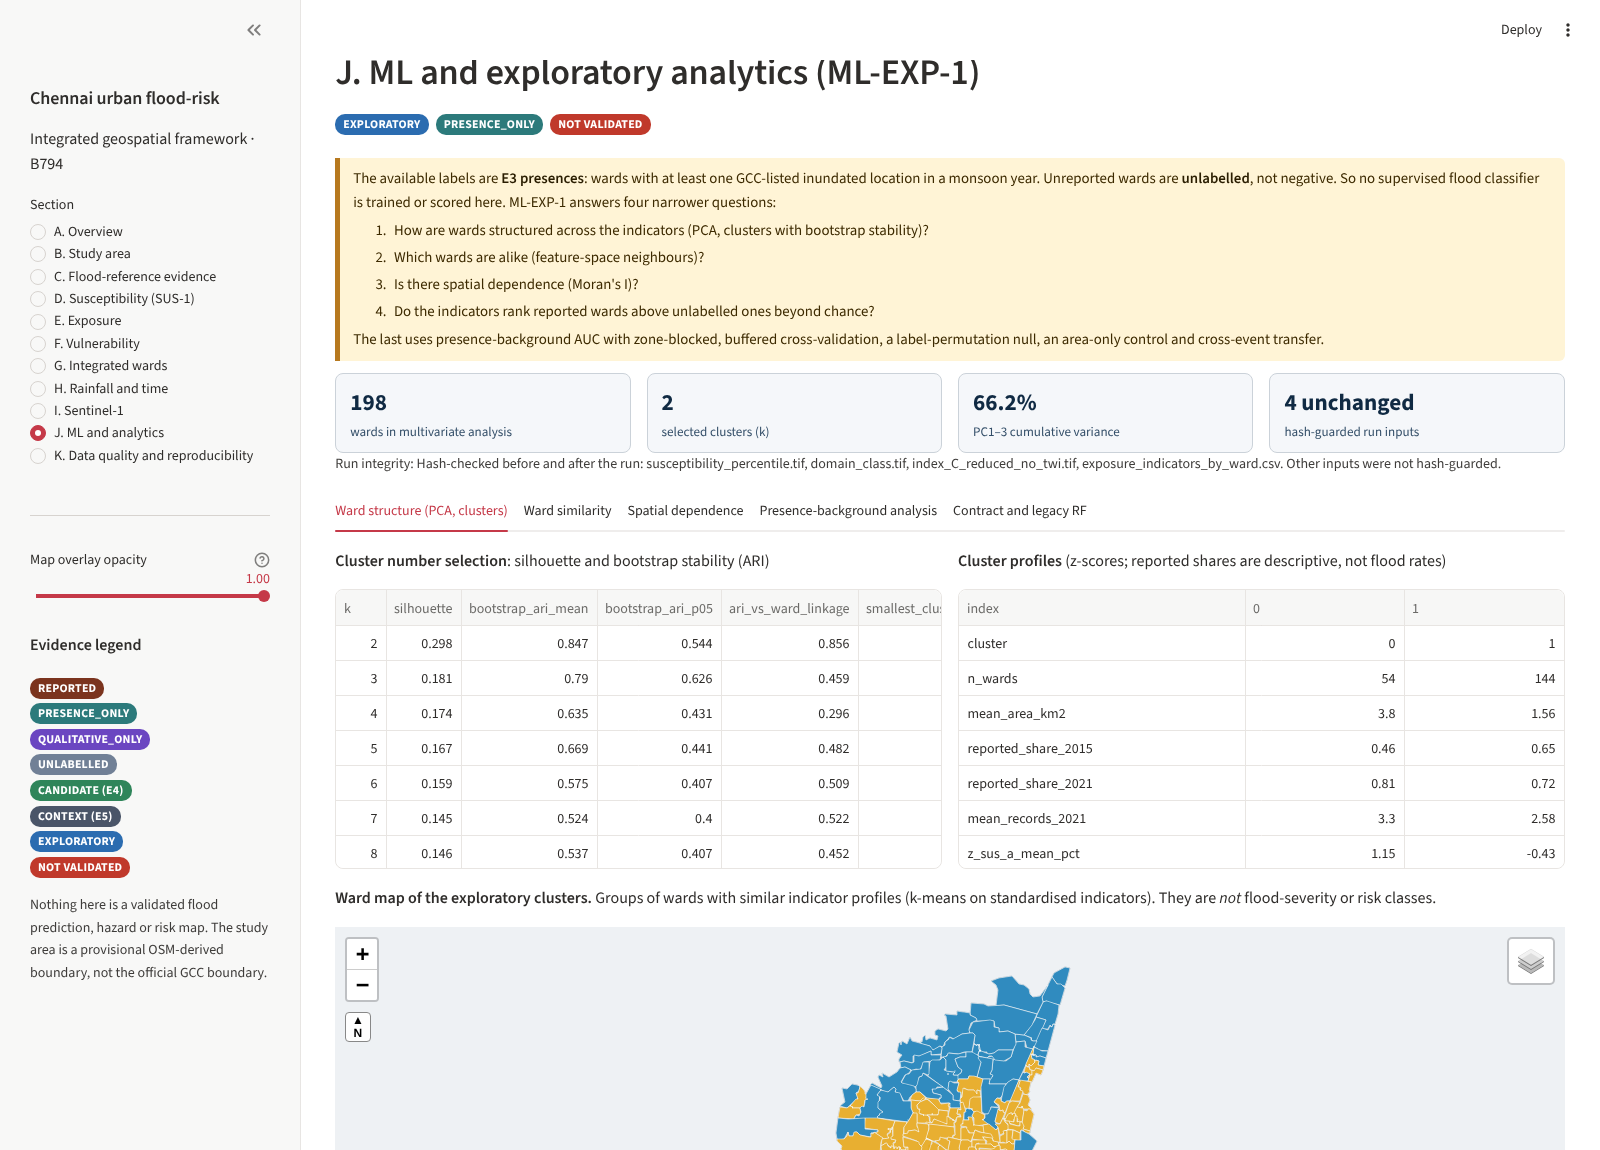 Deploy
Chennai urban flood-risk
Integrated geospatial framework ·
B794
Section
A. Overview
B. Study area
C. Flood-reference evidence
D. Susceptibility (SUS-1)
E. Exposure
F. Vulnerability
G. Integrated wards
H. Rainfall and time
I. Sentinel-1
J. ML and analytics
K. Data quality and reproducibility
Map overlay opacity
1.00
Evidence legend
REPORTED
PRESENCE_ONLY
QUALITATIVE_ONLY
UNLABELLED
CANDIDATE (E4)
CONTEXT (E5)
EXPLORATORY
NOT VALIDATED
Nothing here is a validated flood
prediction, hazard or risk map. The study
area is a provisional OSM-derived
boundary, not the official GCC boundary.
J. ML and exploratory analytics (ML-EXP-1)
EXPLORATORY PRESENCE_ONLY NOT VALIDATED
The available labels are E3 presences: wards with at least one GCC-listed inundated location in a monsoon year. Unreported wards are unlabelled, not negative. So no supervised flood classifier
is trained or scored here. ML-EXP-1 answers four narrower questions:
1. How are wards structured across the indicators (PCA, clusters with bootstrap stability)?
2. Which wards are alike (feature-space neighbours)?
3. Is there spatial dependence (Moran's I)?
4. Do the indicators rank reported wards above unlabelled ones beyond chance?
The last uses presence-background AUC with zone-blocked, buffered cross-validation, a label-permutation null, an area-only control and cross-event transfer.
198
wards in multivariate analysis
2
selected clusters (k)
66.2%
PC1–3 cumulative variance
4 unchanged
hash-guarded run inputs
Run integrity: Hash-checked before and after the run: susceptibility_percentile.tif, domain_class.tif, index_C_reduced_no_twi.tif, exposure_indicators_by_ward.csv. Other inputs were not hash-guarded.
Ward structure (PCA, clusters) Ward similarity Spatial dependence Presence-background analysis Contract and legacy RF
Cluster number selection: silhouette and bootstrap stability (ARI)
k silhouette bootstrap_ari_mean bootstrap_ari_p05 ari_vs_ward_linkage smallest_clu
2 0.298 0.847 0.544 0.856
3 0.181 0.79 0.626 0.459
4 0.174 0.635 0.431 0.296
5 0.167 0.669 0.441 0.482
6 0.159 0.575 0.407 0.509
7 0.145 0.524 0.4 0.522
8 0.146 0.537 0.407 0.452
Cluster profiles (z-scores; reported shares are descriptive, not flood rates)
index 0 1
cluster 0 1
n_wards 54 144
mean_area_km2 3.8 1.56
reported_share_2015 0.46 0.65
reported_share_2021 0.81 0.72
mean_records_2021 3.3 2.58
z_sus_a_mean_pct 1.15 -0.43
Ward map of the exploratory clusters. Groups of wards with similar indicator profiles (k-means on standardised indicators). They are not flood-severity or risk classes.
+
−
▲
N